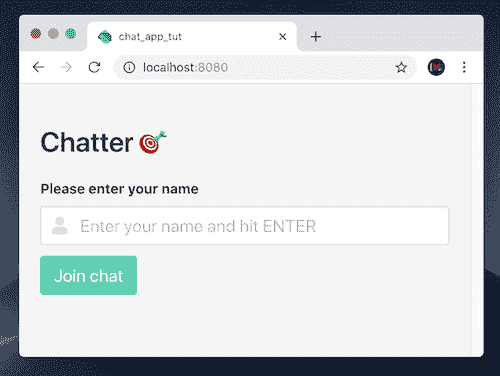 chat_app_tut
localhost:8080
Chatter
Please enter your name
Enter your name and hit ENTER
Join chat